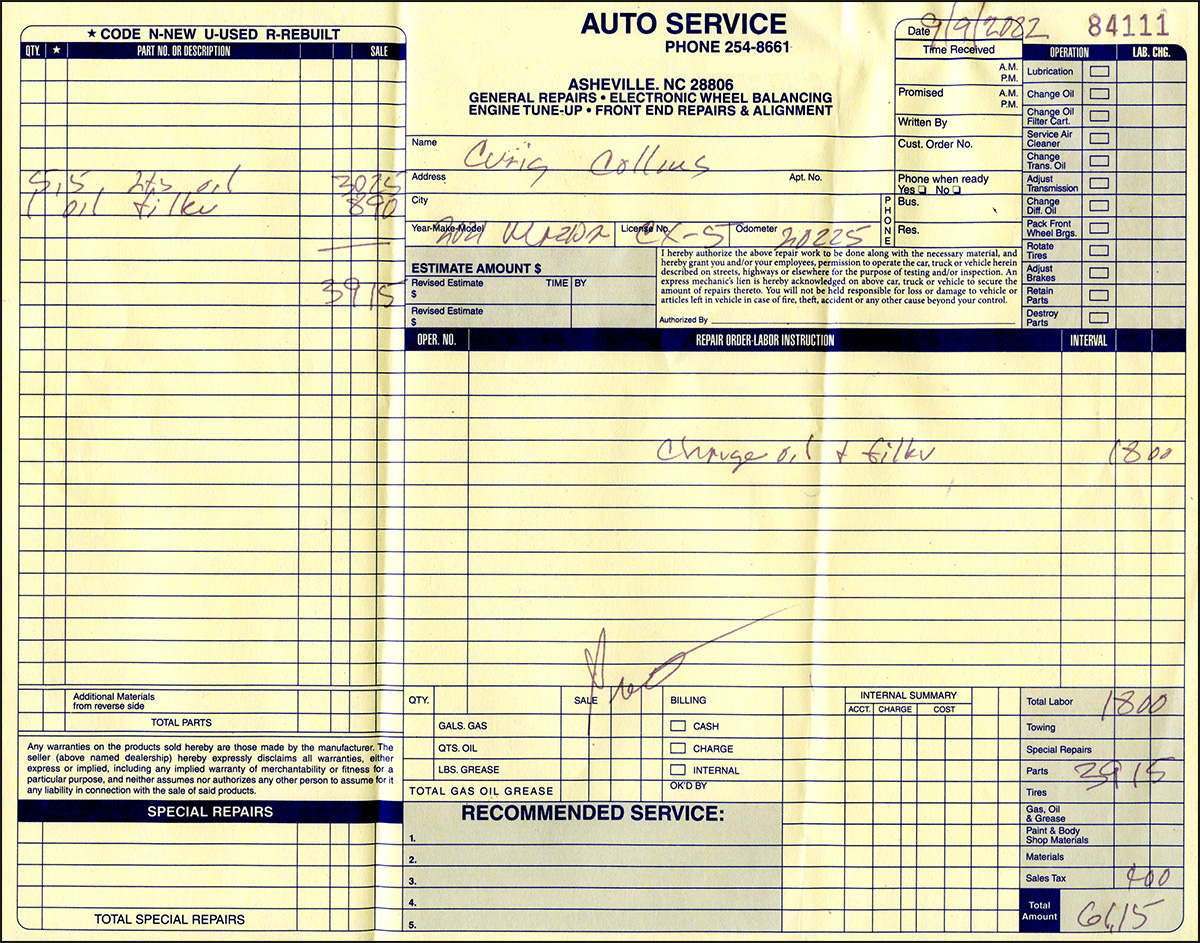 ★ CODE N-NEW U-USED R-REBUILT
QTY. ★ PART NO. OR DESCRIPTION SALE
5,5, qts oil 3025
1 oil filter 890
3915
Additional Materials
from reverse side
TOTAL PARTS
Any warranties on the products sold hereby are those made by the manufacturer. The
seller (above named dealership) hereby expressly disclaims all warranties, either
express or implied, including any implied warranty of merchantability or fitness for a
particular purpose, and neither assumes nor authorizes any other person to assume for it
any liability in connection with the sale of said products.
SPECIAL REPAIRS
TOTAL SPECIAL REPAIRS
AUTO SERVICE
PHONE 254-8661
ASHEVILLE. NC 28806
GENERAL REPAIRS • ELECTRONIC WHEEL BALANCING
ENGINE TUNE-UP • FRONT END REPAIRS & ALIGNMENT
Name Craig Collins
Address Apt. No.
City
Year-Make-Model 2021 Mazda License No. CX-5 Odometer 20225
PHONE
Bus.
Res.
ESTIMATE AMOUNT $
Revised Estimate TIME BY
$
Revised Estimate
$
I hereby authorize the above repair work to be done along with the necessary material, and
hereby grant you and/or your employees, permission to operate the car, truck or vehicle herein
described on streets, highways or elsewhere for the purpose of testing and/or inspection. An
express mechanic's lien is hereby acknowledged on above car, truck or vehicle to secure the
amount of repairs thereto. You will not be held responsible for loss or damage to vehicle or
articles left in vehicle in case of fire, theft, accident or any other cause beyond your control.
Authorized By
Date 9/9/2022 84111
Time Received
A.M.
P.M.
Promised A.M.
P.M.
Written By
Cust. Order No.
Phone when ready
Yes No
OPERATION LAB. CHG.
Lubrication
Change Oil
Change Oil
Filter Cart.
Service Air
Cleaner
Change
Trans. Oil
Adjust
Transmission
Change
Diff. Oil
Pack Front
Wheel Brgs.
Rotate
Tires
Adjust
Brakes
Retain
Parts
Destroy
Parts
OPER. NO. REPAIR ORDER-LABOR INSTRUCTION INTERVAL
Change oil & filter 1800
QTY. SALE
GALS. GAS
QTS. OIL
LBS. GREASE
TOTAL GAS OIL GREASE
BILLING
CASH
CHARGE
INTERNAL
OK'D BY
INTERNAL SUMMARY
ACCT. CHARGE COST
RECOMMENDED SERVICE:
1.
2.
3.
4.
5.
Total Labor 1800
Towing
Special Repairs
Parts 3915
Tires
Gas, Oil
& Grease
Paint & Body
Shop Materials
Materials
Sales Tax 400
Total
Amount 61,15